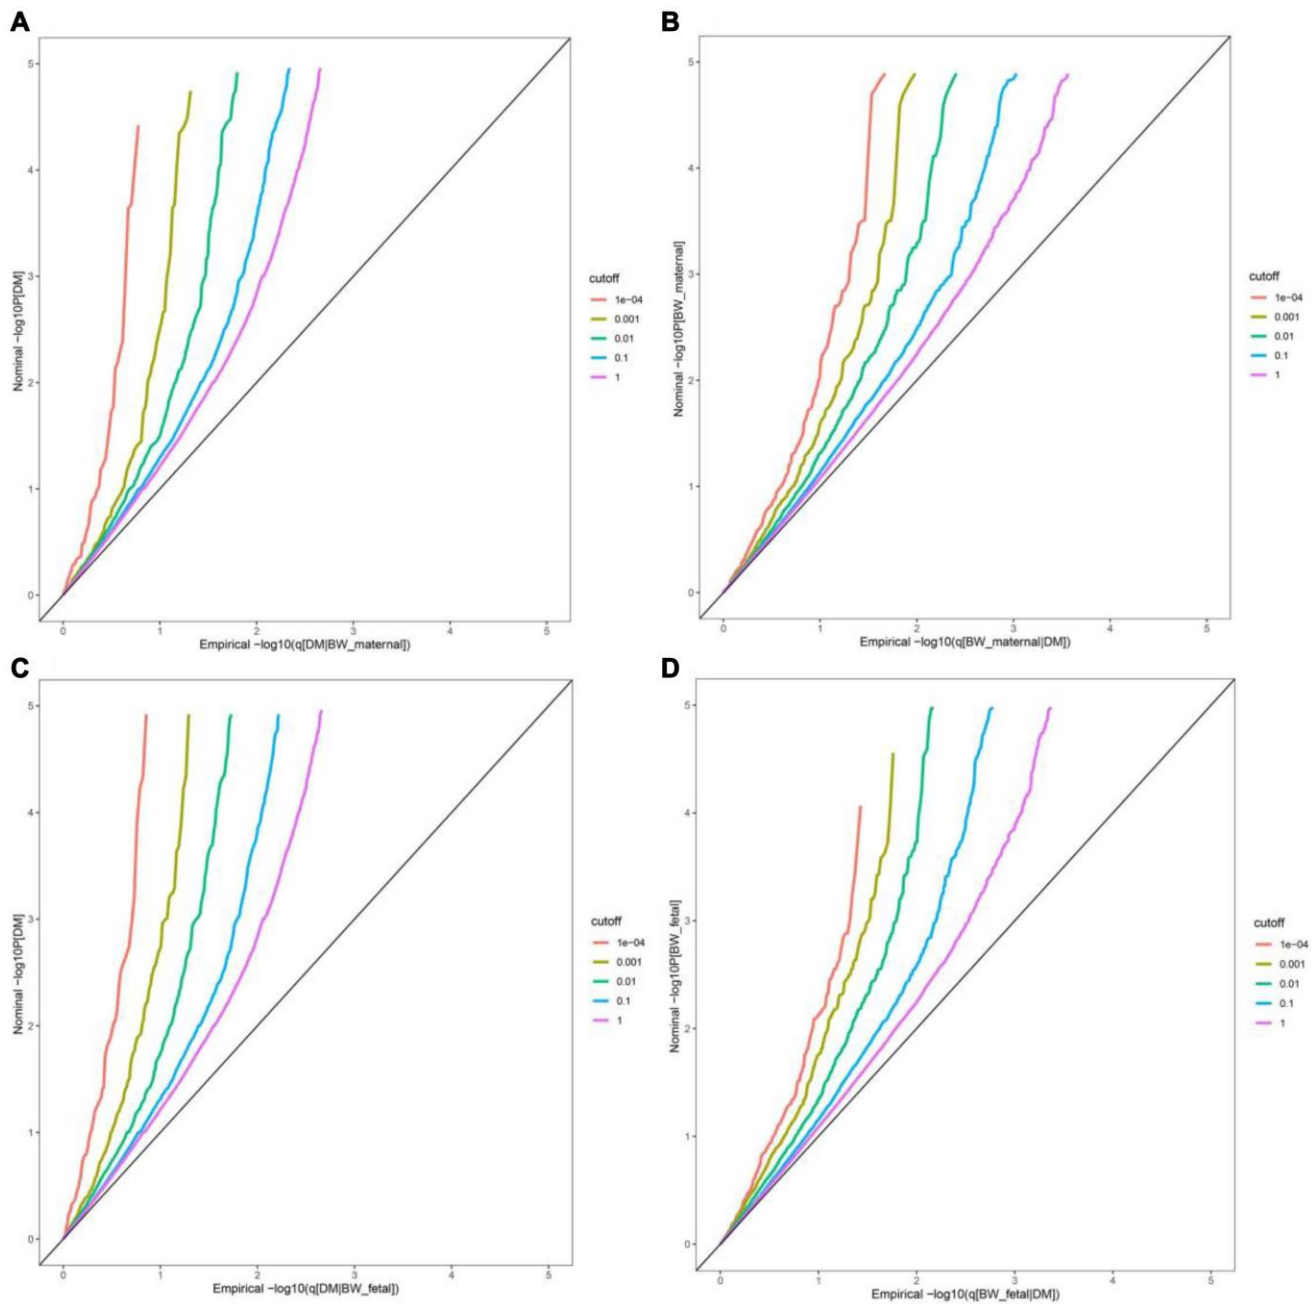 A
Nominal −log10P[DM]
5
4
3
2
1
0
0 1 2 3 4 5
Empirical −log10(q[DM|BW_maternal])
cutoff
1e−04
0.001
0.01
0.1
1
B
Nominal −log10P[BW_maternal]
5
4
3
2
1
0
0 1 2 3 4 5
Empirical −log10(q[BW_maternal|DM])
cutoff
1e−04
0.001
0.01
0.1
1
C
Nominal −log10P[DM]
5
4
3
2
1
0
0 1 2 3 4 5
Empirical −log10(q[DM|BW_fetal])
cutoff
1e−04
0.001
0.01
0.1
1
D
Nominal −log10P[BW_fetal]
5
4
3
2
1
0
0 1 2 3 4 5
Empirical −log10(q[BW_fetal|DM])
cutoff
1e−04
0.001
0.01
0.1
1